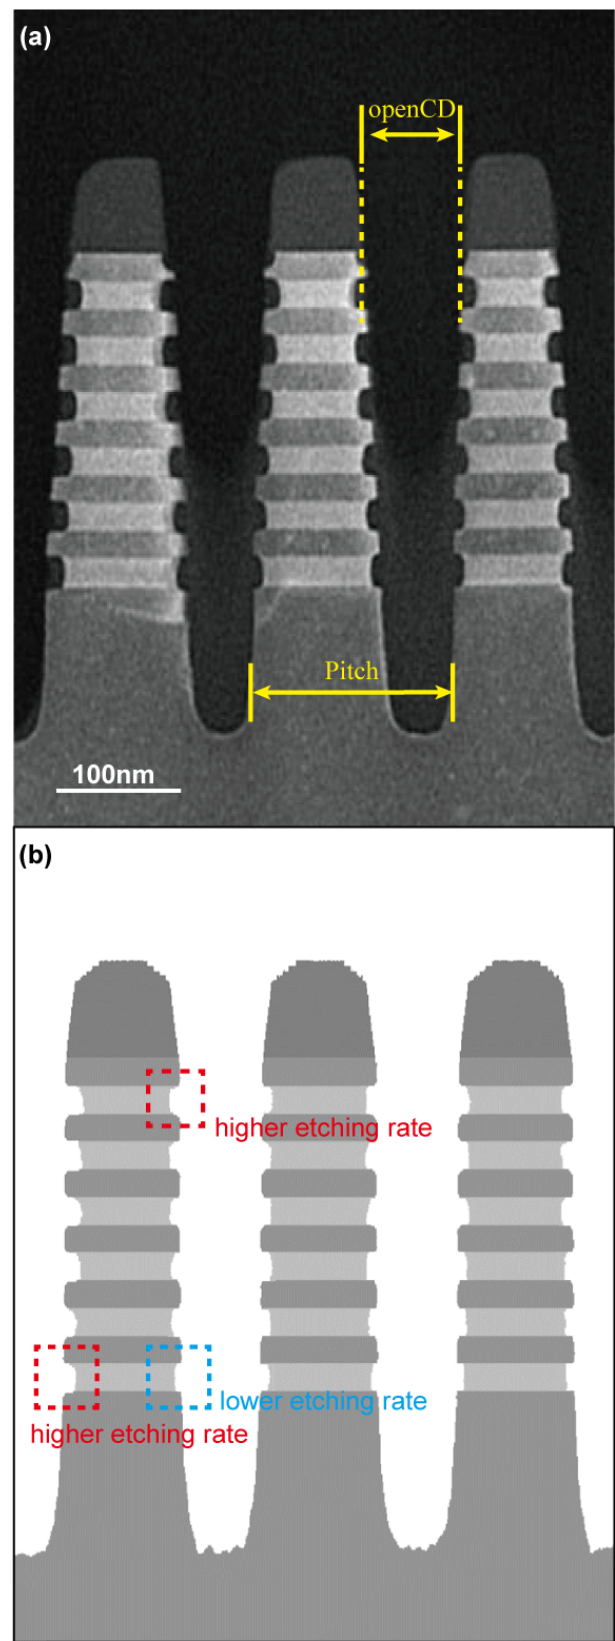 (a)
openCD
Pitch
100nm
(b)
higher etching rate
lower etching rate
higher etching rate